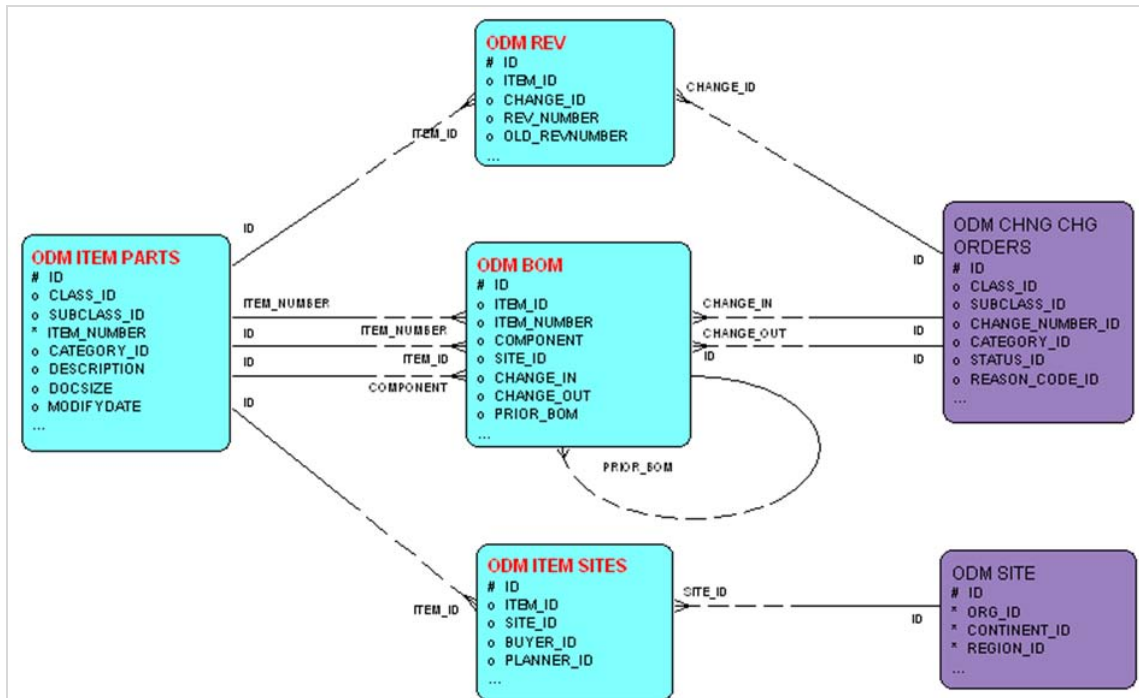 ODM REV
# ID
o ITEM_ID
o CHANGE_ID
o REV_NUMBER
o OLD_REVNUMBER
...
CHANGE_ID
ITEM_ID
ID
ID
ODM ITEM PARTS
# ID
o CLASS_ID
o SUBCLASS_ID
* ITEM_NUMBER
o CATEGORY_ID
o DESCRIPTION
o DOCSIZE
o MODIFYDATE
...
ITEM_NUMBER
ITEM_NUMBER
ID
ITEM_ID
ID
COMPONENT
ID
ODM BOM
# ID
o ITEM_ID
o ITEM_NUMBER
o COMPONENT
o SITE_ID
o CHANGE_IN
o CHANGE_OUT
o PRIOR_BOM
...
CHANGE_IN
ID
CHANGE_OUT
ID
ID
PRIOR_BOM
ODM CHNG CHG
ORDERS
# ID
o CLASS_ID
o SUBCLASS_ID
o CHANGE_NUMBER_ID
o CATEGORY_ID
o STATUS_ID
o REASON_CODE_ID
...
ITEM_ID
ODM ITEM SITES
# ID
o ITEM_ID
o SITE_ID
o BUYER_ID
o PLANNER_ID
...
SITE_ID
ID
ODM SITE
# ID
* ORG_ID
* CONTINENT_ID
* REGION_ID
...